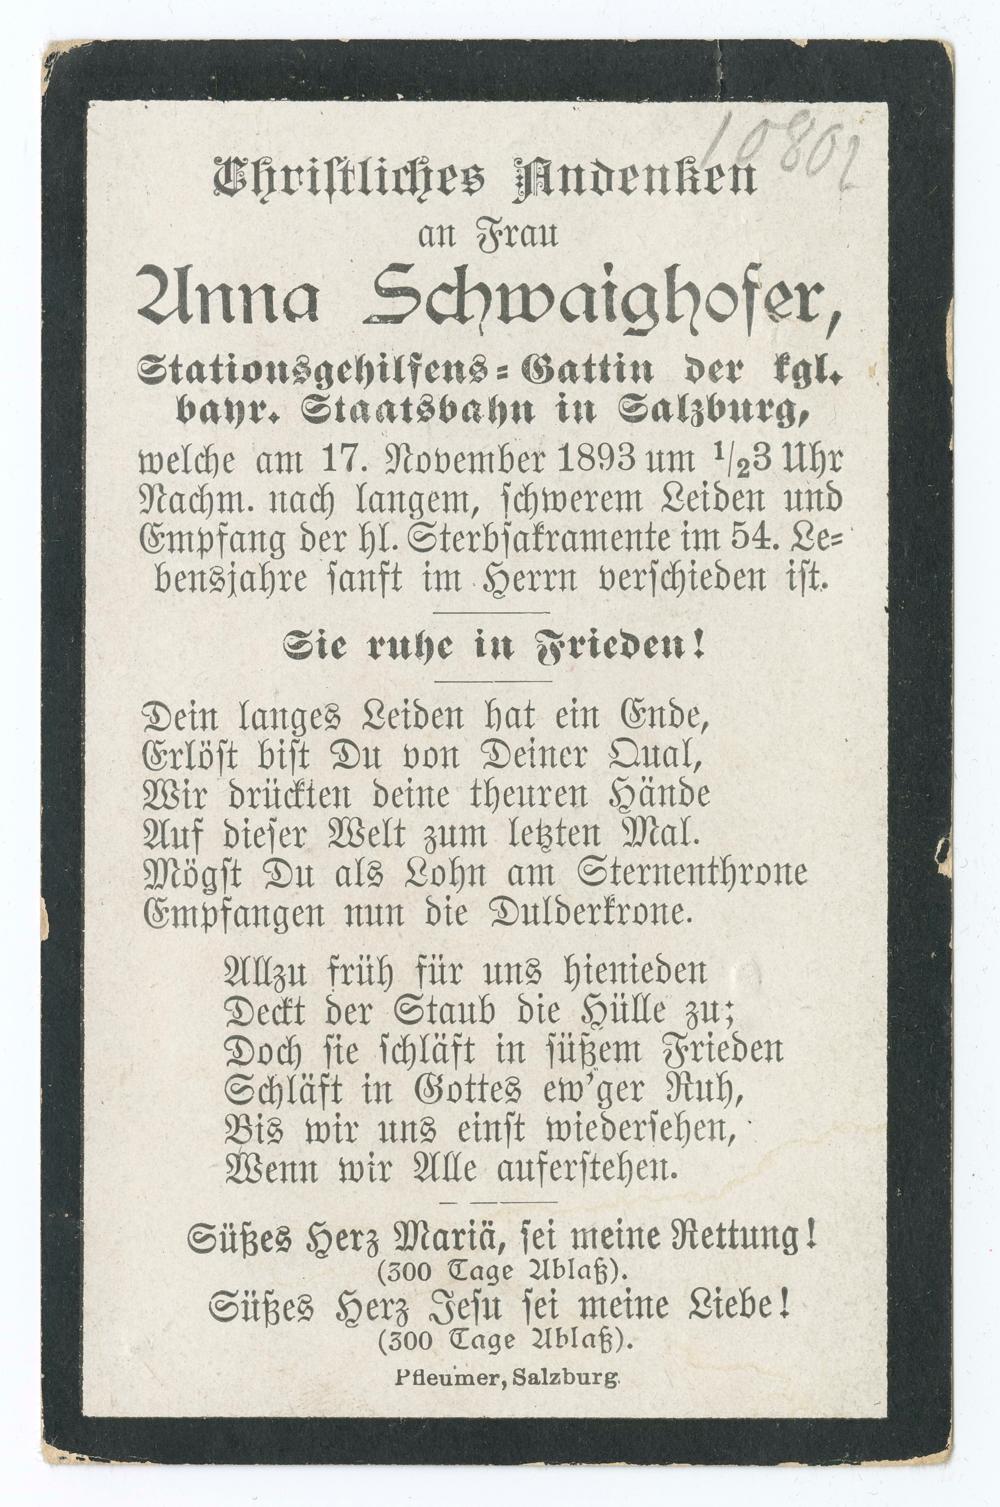 10802
Christliches Andenken
an Frau
Anna Schwaighofer,
Stationsgehilfens-Gattin der kgl.
bayr. Staatsbahn in Salzburg,
welche am 17. November 1893 um 1/23 Uhr
Nachm. nach langem, schwerem Leiden und
Empfang der hl. Sterbsakramente im 54. Le-
bensjahre sanft im Herrn verschieden ist.
Sie ruhe in Frieden!
Dein langes Leiden hat ein Ende,
Erlöst bist Du von Deiner Qual,
Wir drückten deine theuren Hände
Auf dieser Welt zum letzten Mal.
Mögst Du als Lohn am Sternenthrone
Empfangen nun die Dulderkrone.
Allzu früh für uns hienieden
Deckt der Staub die Hülle zu;
Doch sie schläft in süßem Frieden
Schläft in Gottes ew'ger Ruh,
Bis wir uns einst wiedersehen,
Wenn wir Alle auferstehen.
Süßes Herz Mariä, sei meine Rettung!
(300 Tage Ablaß).
Süßes Herz Jesu sei meine Liebe!
(300 Tage Ablaß).
Pfleumer, Salzburg.